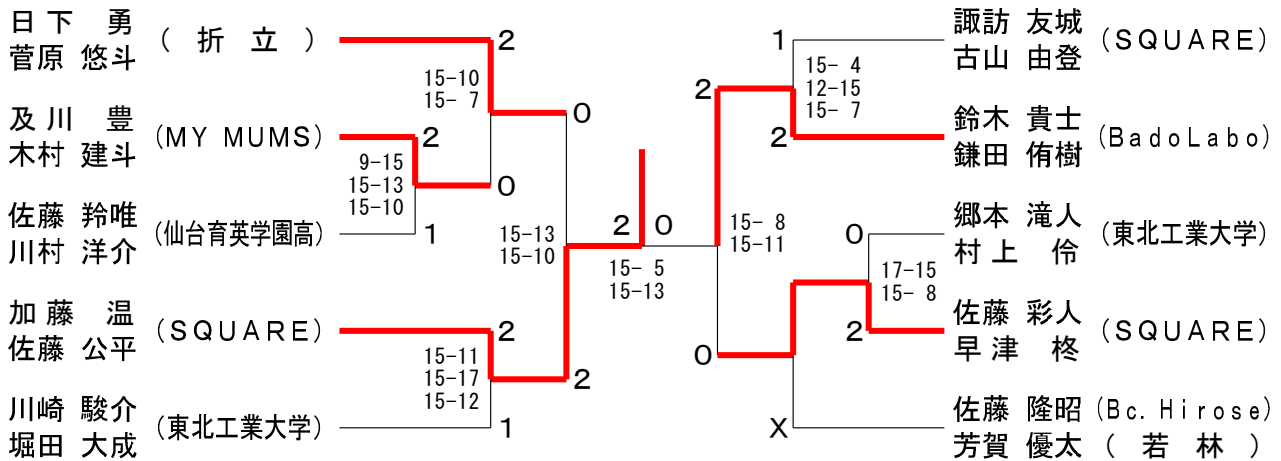 日下 勇
菅原 悠斗
(折立)
及川 豊
木村 建斗
(MY MUMS)
佐藤 羚唯
川村 洋介
(仙台育英学園高)
加藤 温
佐藤 公平
(SQUARE)
川崎 駿介
堀田 大成
(東北工業大学)
2
15-10
15- 7
0
2
9-15
15-13
15-10
1
0
15-13
15-10
2
15-11
15-17
15-12
1
2
2 0
15- 5
15-13
2
15- 8
15-11
0
1
15- 4
12-15
15- 7
2
0
17-15
15- 8
2
X
諏訪 友城
古山 由登
(SQUARE)
鈴木 貴士
鎌田 侑樹
(BadoLabo)
郷本 滝人
村上 伶
(東北工業大学)
佐藤 彩人
早津 柊
(SQUARE)
佐藤 隆昭 (Bc.Hirose)
芳賀 優太 (若林)